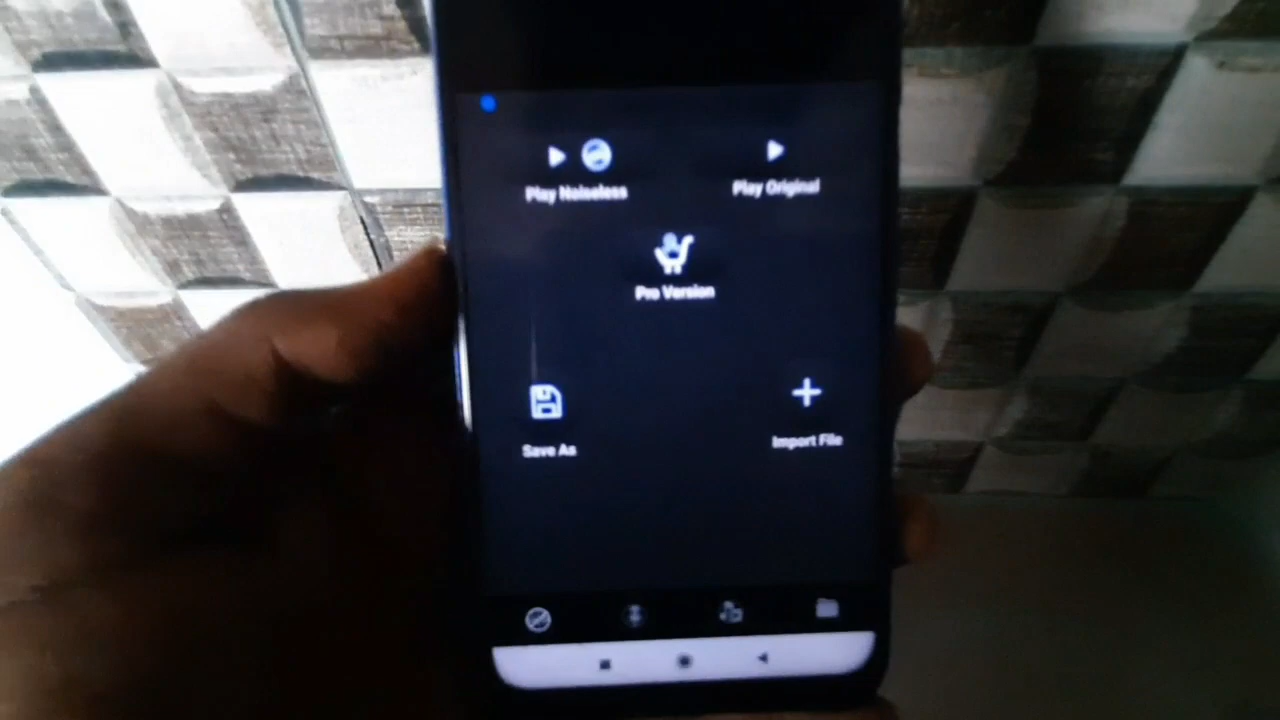 Play Noiseless
Play Original
Pro Version
Save As
Import File